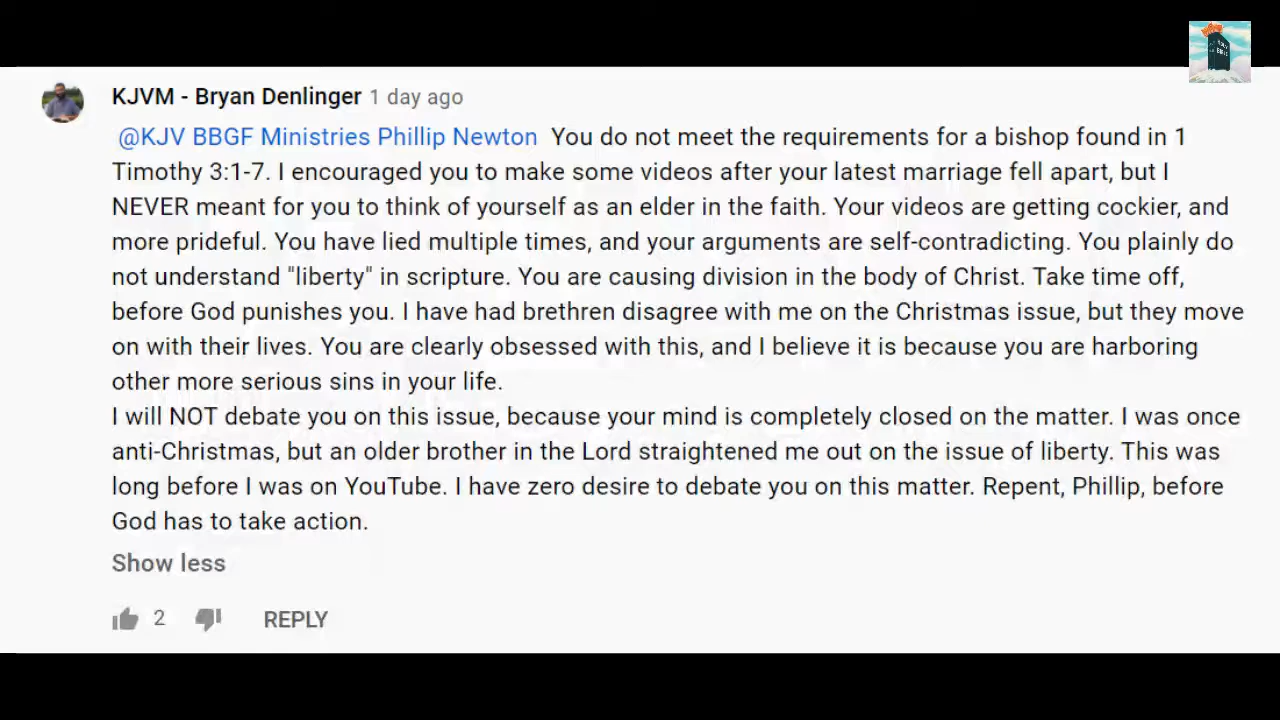 KJVM - Bryan Denlinger 1 day ago
@KJV BBGF Ministries Phillip Newton You do not meet the requirements for a bishop found in 1
Timothy 3:1-7. I encouraged you to make some videos after your latest marriage fell apart, but I
NEVER meant for you to think of yourself as an elder in the faith. Your videos are getting cockier, and
more prideful. You have lied multiple times, and your arguments are self-contradicting. You plainly do
not understand "liberty" in scripture. You are causing division in the body of Christ. Take time off,
before God punishes you. I have had brethren disagree with me on the Christmas issue, but they move
on with their lives. You are clearly obsessed with this, and I believe it is because you are harboring
other more serious sins in your life.
I will NOT debate you on this issue, because your mind is completely closed on the matter. I was once
anti-Christmas, but an older brother in the Lord straightened me out on the issue of liberty. This was
long before I was on YouTube. I have zero desire to debate you on this matter. Repent, Phillip, before
God has to take action.
Show less
2 REPLY